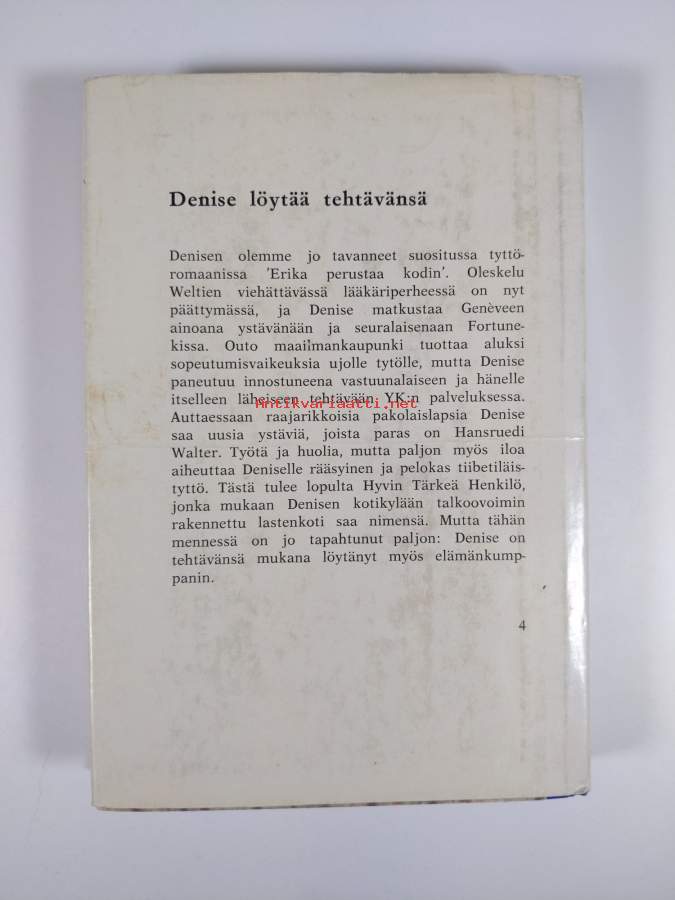 Denise löytää tehtävänsä
Denisen olemme jo tavanneet suositussa tyttö-
romaanissa 'Erika perustaa kodin'. Oleskelu
Weltien viehättävässä lääkäriperheessä on nyt
päättymässä, ja Denise matkustaa Genèveen
ainoana ystävänään ja seuralaisenaan Fortune-
kissa. Outo maailmankaupunki tuottaa aluksi
sopeutumisvaikeuksia ujolle tytölle, mutta Denise
paneutuu innostuneena vastuunalaiseen ja hänelle
itselleen läheiseen tehtävään YK:n palveluksessa.
Antikvariaatti.net
Auttaessaan raajarikkoisia pakolaislapsia Denise
saa uusia ystäviä, joista paras on Hansruedi
Walter. Työtä ja huolia, mutta paljon myös iloa
aiheuttaa Deniselle rääsyinen ja pelokas tiibetiläis-
tyttö. Tästä tulee lopulta Hyvin Tärkeä Henkilö,
jonka mukaan Denisen kotikylään talkoovoimin
rakennettu lastenkoti saa nimensä. Mutta tähän
mennessä on jo tapahtunut paljon: Denise on
tehtävänsä mukana löytänyt myös elämänkump-
panin.
4